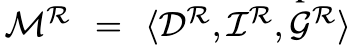 ℳ^ℛ = ⟨𝒟^ℛ, ℐ^ℛ, 𝒢^ℛ⟩